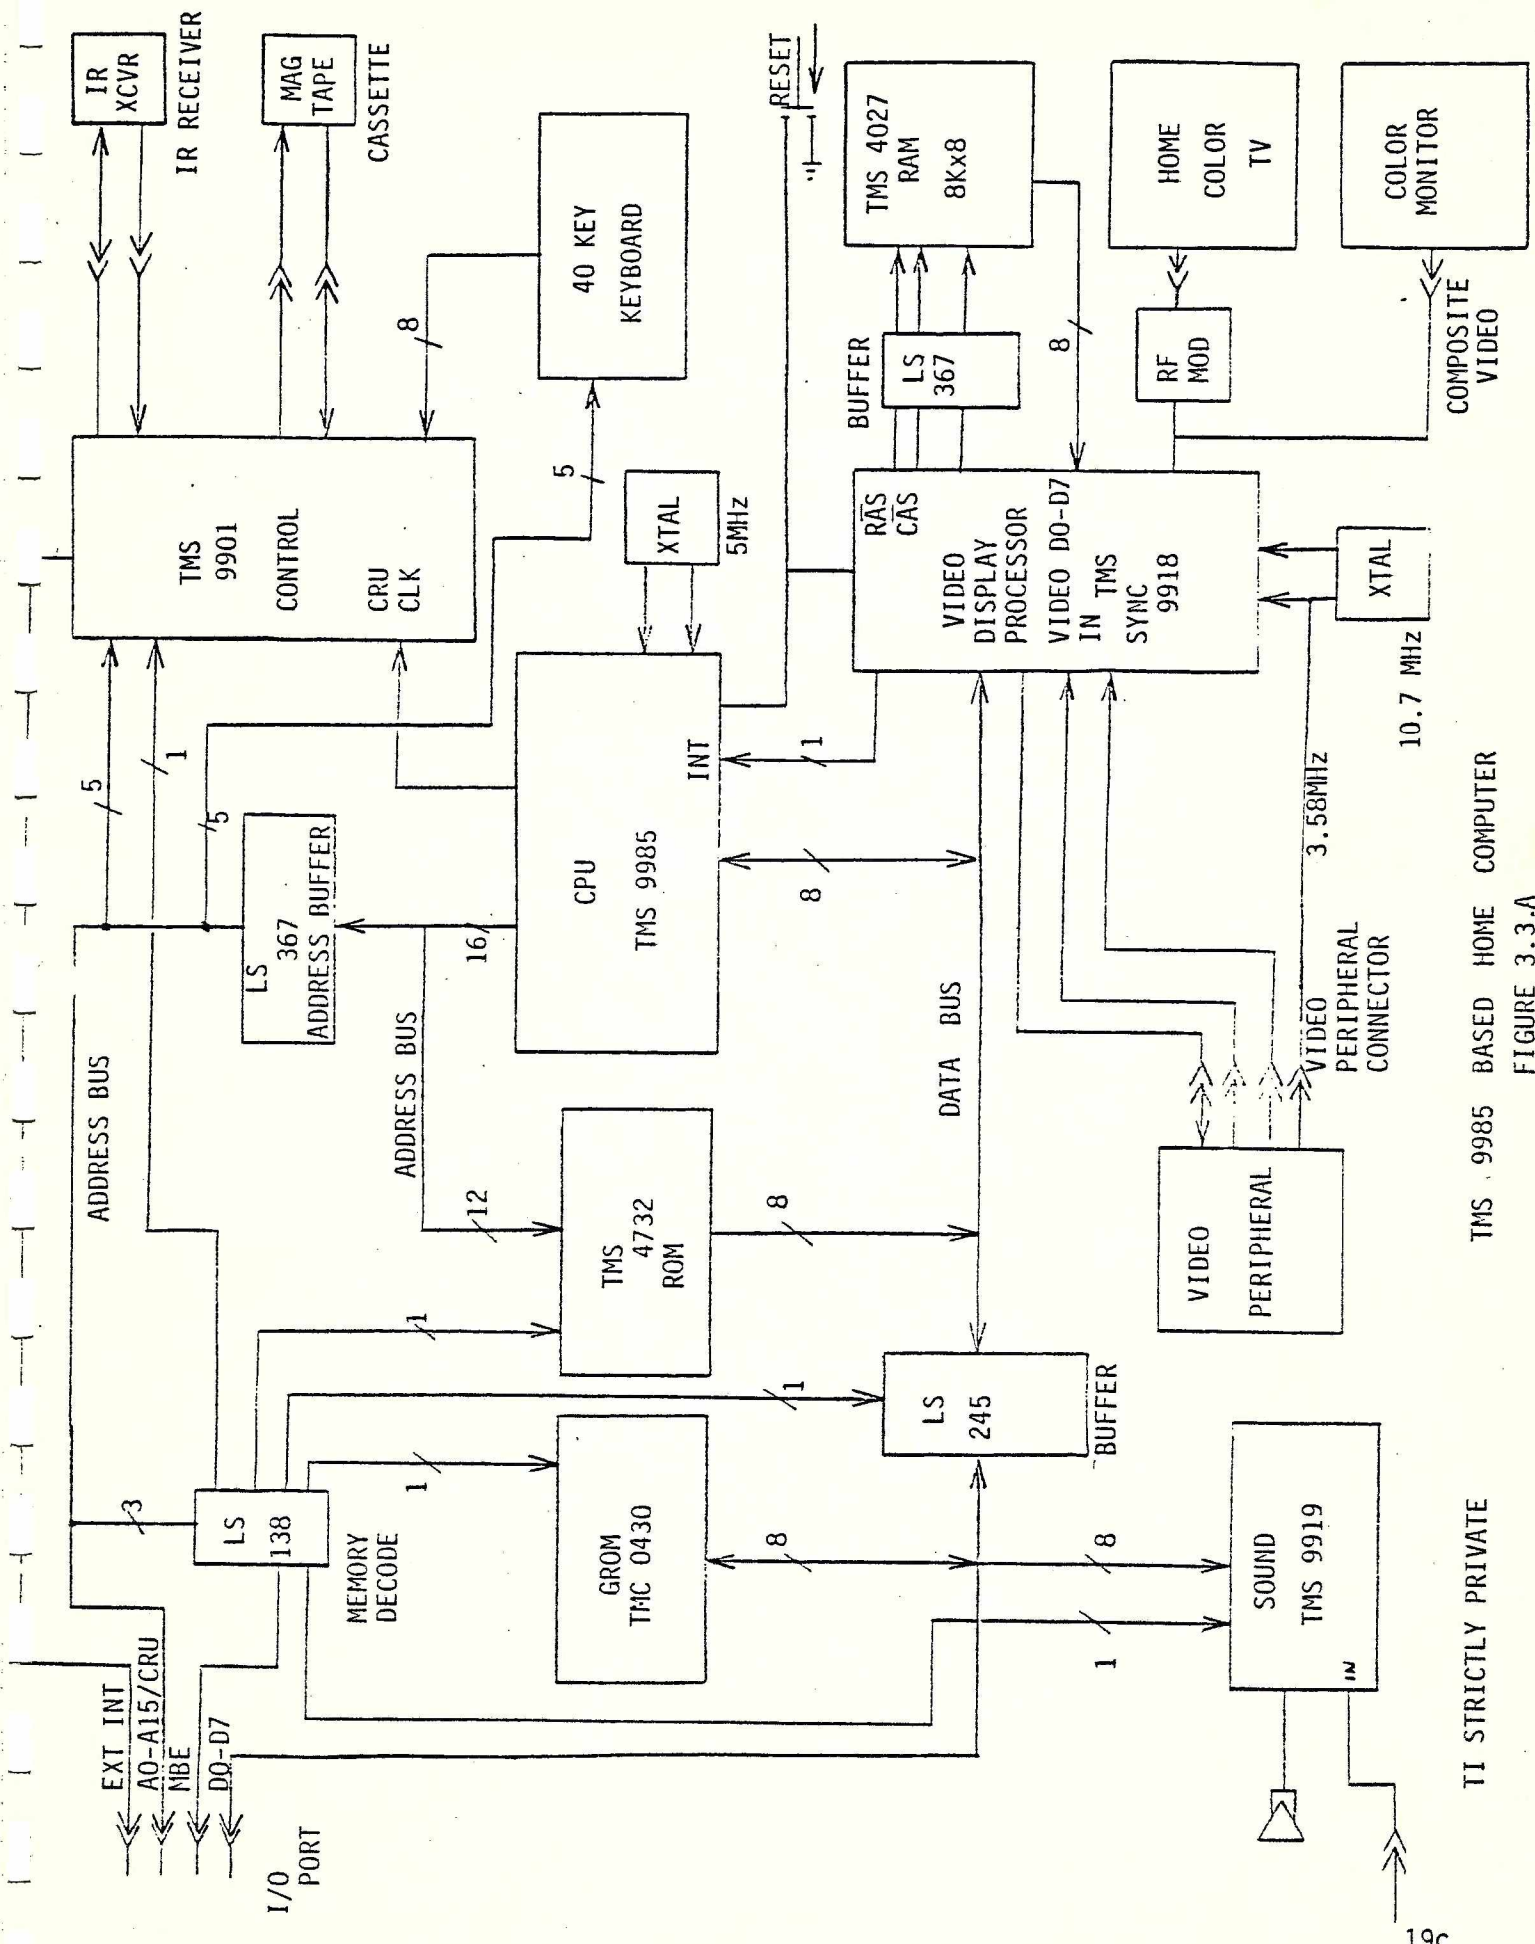 EXT INT
A0-A15/CRU
MBE
D0-D7
I/O
PORT
ADDRESS BUS
3
LS
138
MEMORY
DECODE
1
1
1
5
1
5
LS
367
ADDRESS BUFFER
TMS
9901
CONTROL
CRU
CLK
IR
XCVR
IR RECEIVER
MAG
TAPE
CASSETTE
8
5
40 KEY
KEYBOARD
ADDRESS BUS
12
16
GROM
TMC 0430
8
TMS
4732
ROM
8
CPU
TMS 9985
INT
XTAL
5MHz
RESET
1
8
DATA BUS
LS
245
BUFFER
8
1
SOUND
TMS 9919
IN
VIDEO
DISPLAY
PROCESSOR
RAS
CAS
VIDEO D0-D7
IN TMS
SYNC 9918
BUFFER
LS
367
TMS 4027
RAM
8Kx8
8
RF
MOD
HOME
COLOR
TV
COLOR
MONITOR
COMPOSITE
VIDEO
XTAL
10.7 MHz
3.58MHz
VIDEO
PERIPHERAL
CONNECTOR
VIDEO
PERIPHERAL
TI STRICTLY PRIVATE
TMS 9985 BASED HOME COMPUTER
FIGURE 3.3.A
19c